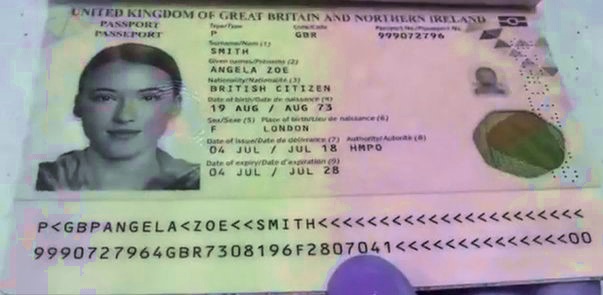 UNITED KINGDOM OF GREAT BRITAIN AND NORTHERN IRELAND
PASSPORT
PASSEPORT
Type/Type Code/Code Passport No./Passeport No.
P GBR 999072796
Surname/Nom (1)
SMITH
Given names/Prénoms (2)
ANGELA ZOE
Nationality/Nationalité (3)
BRITISH CITIZEN
Date of birth/Date de naissance (4)
19 AUG / AUG 73
Sex/Sexe (5) Place of birth/Lieu de naissance (6)
F LONDON
Date of issue/Date de délivrance (7) Authority/Autorité (8)
04 JUL / JUL 18 HMPO
Date of expiry/Date d'expiration (9)
04 JUL / JUL 28
P<GBPANGELA<ZOE<<SMITH<<<<<<<<<<<<<<<<<<<<<<
9990727964GBR7308196F2807041<<<<<<<<<<<<<<00